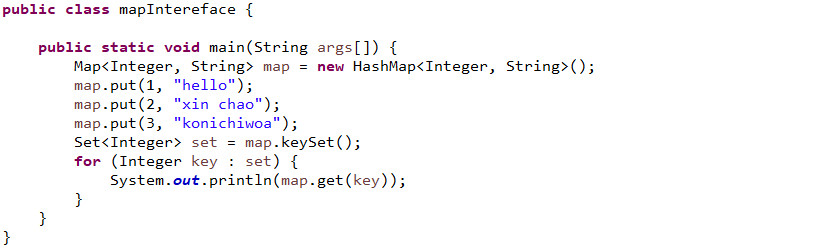 public class mapIntereface {
public static void main(String args[]) {
Map<Integer, String> map = new HashMap<Integer, String>();
map.put(1, "hello");
map.put(2, "xin chao");
map.put(3, "konichiwoa");
Set<Integer> set = map.keySet();
for (Integer key : set) {
System.out.println(map.get(key));
}
}
}